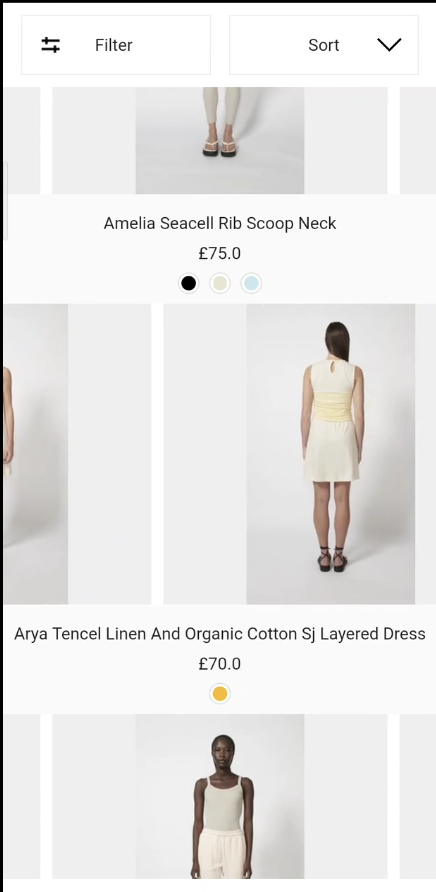 Filter
Sort
Amelia Seacell Rib Scoop Neck
£75.0
Arya Tencel Linen And Organic Cotton Sj Layered Dress
£70.0